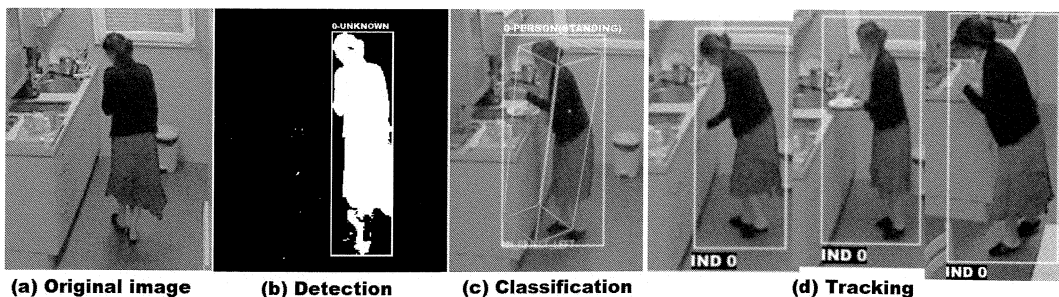 0-UNKNOWN
0-PERSON(STANDING)
IND 0
IND 0
IND 0
(a) Original image
(b) Detection
(c) Classification
(d) Tracking